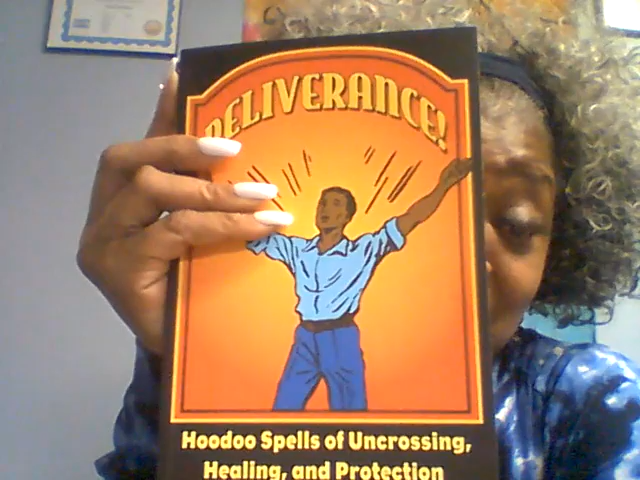 DELIVERANCE!
Hoodoo Spells of Uncrossing,
Healing, and Protection